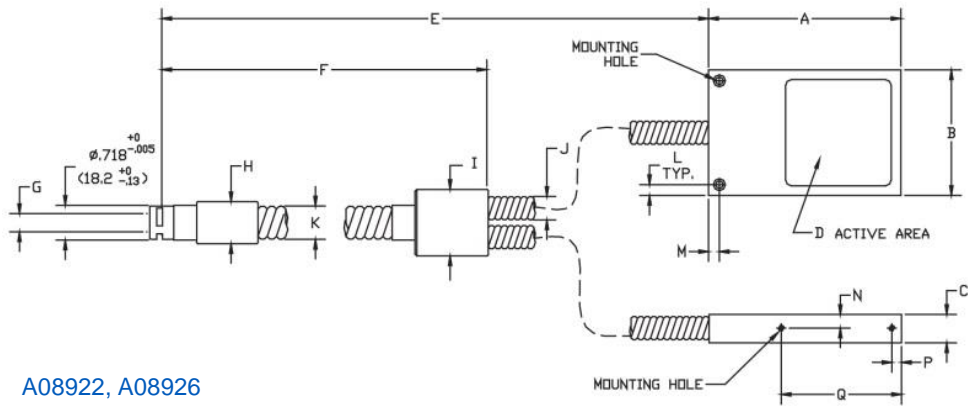 E
A
MOUNTING
HOLE
F
B
ø.718 +0 -.005
(18.2 +0 -.13)
G
H
I
J
L
TYP.
K
D ACTIVE AREA
M
N
C
P
MOUNTING HOLE
Q
A08922, A08926